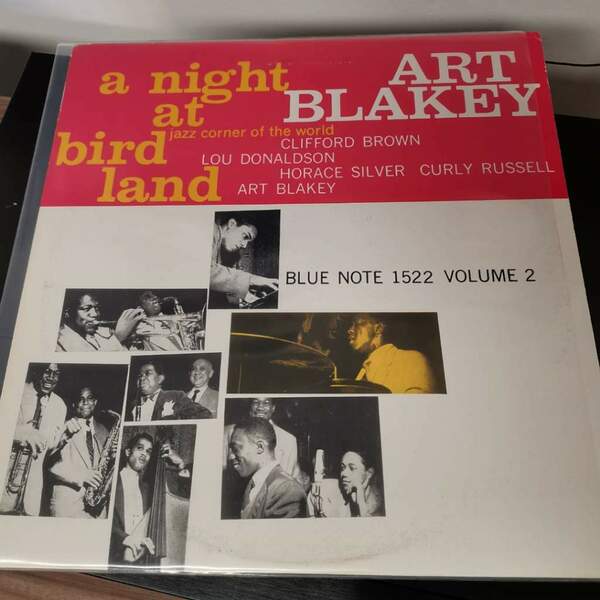 a night
at
bird
land
jazz corner of the world
ART
BLAKEY
CLIFFORD BROWN
LOU DONALDSON
HORACE SILVER CURLY RUSSELL
ART BLAKEY
BLUE NOTE 1522 VOLUME 2